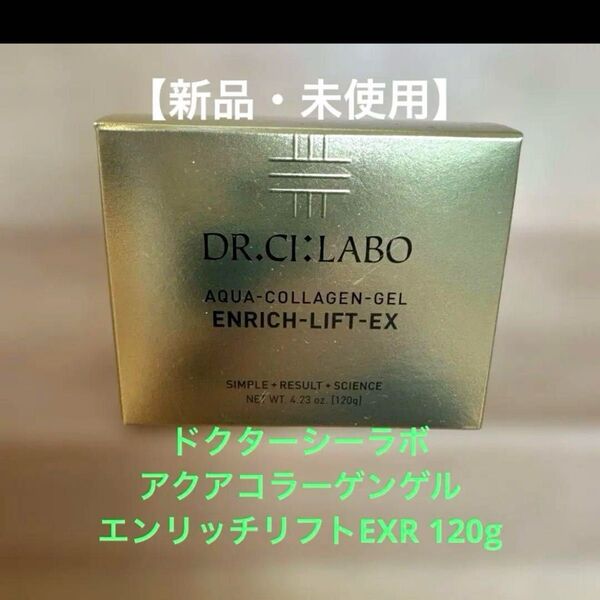 【新品・未使用】
DR.CI:LABO
AQUA-COLLAGEN-GEL
ENRICH-LIFT-EX
SIMPLE + RESULT + SCIENCE
NET WT. 4.23 oz. [120g]
ドクターシーラボ
アクアコラーゲンゲル
エンリッチリフトEXR 120g